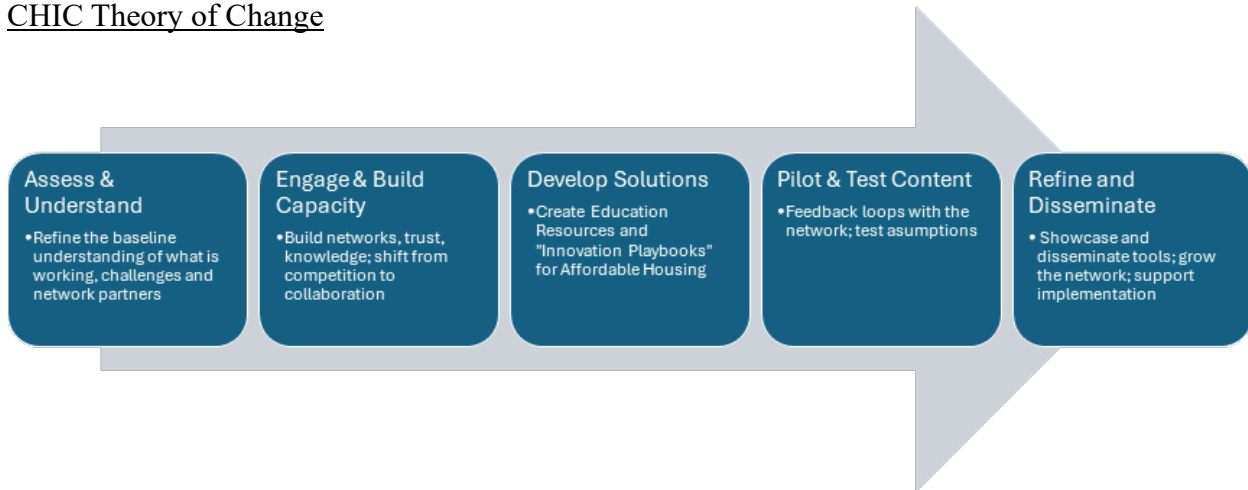 CHIC Theory of Change
Assess &
Understand
•Refine the baseline
understanding of what is
working, challenges and
network partners
Engage & Build
Capacity
•Build networks, trust,
knowledge; shift from
competition to
collaboration
Develop Solutions
•Create Education
Resources and
"Innovation Playbooks"
for Affordable Housing
Pilot & Test Content
•Feedback loops with the
network; test asumptions
Refine and
Disseminate
• Showcase and
disseminate tools; grow
the network; support
implementation